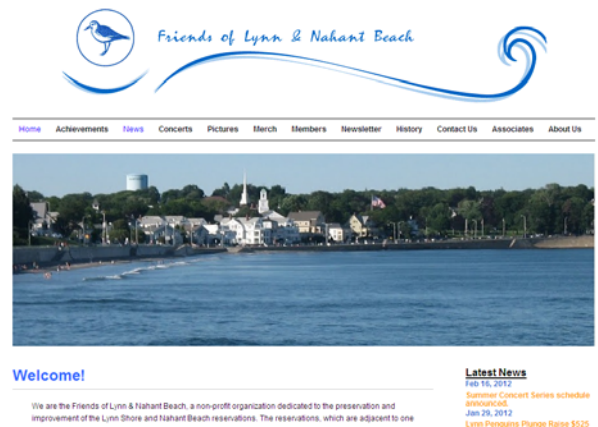 Friends of Lynn & Nahant Beach
Home Achievements News Concerts Pictures Merch Members Newsletter History Contact Us Associates About Us
Welcome!
We are the Friends of Lynn & Nahant Beach, a non-profit organization dedicated to the preservation and
improvement of the Lynn Shore and Nahant Beach reservations. The reservations, which are adjacent to one
Latest News
Feb 16, 2012
Summer Concert Series schedule
announced.
Jan 29, 2012
Lynn Penguins Plunge Raise $525